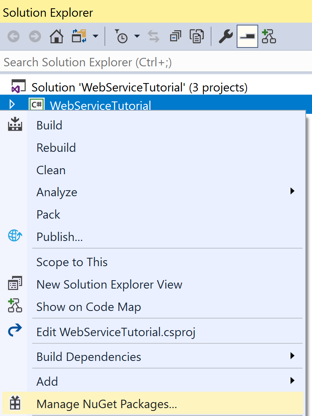 Solution Explorer
Search Solution Explorer (Ctrl+;)
Solution 'WebServiceTutorial' (3 projects)
C# WebServiceTutorial
Build
Rebuild
Clean
Analyze
Pack
Publish...
Scope to This
New Solution Explorer View
Show on Code Map
Edit WebServiceTutorial.csproj
Build Dependencies
Add
Manage NuGet Packages...